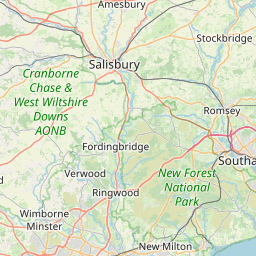 Amesbury
Stockbridge
Salisbury
Cranborne
Chase &
West Wiltshire
Downs
AONB
Romsey
Fordingbridge
Southa
Verwood
New Forest
National
Park
Ringwood
Wimborne
Minster
New Milton